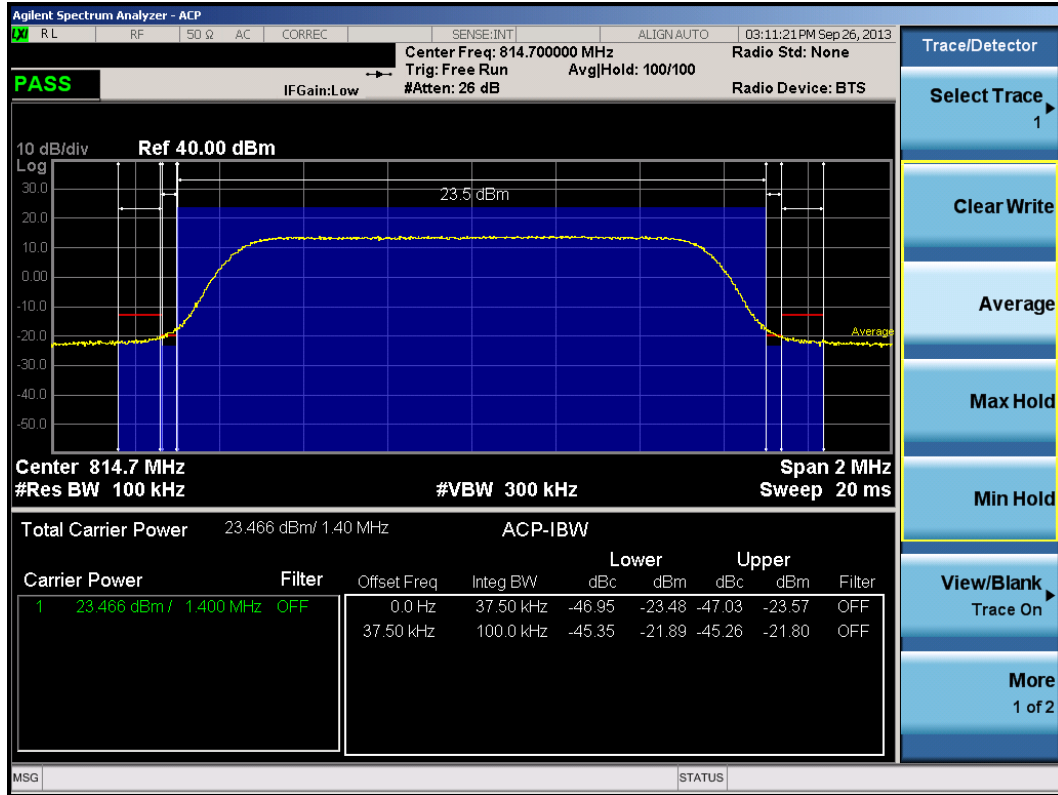 Agilent Spectrum Analyzer - ACP
LXI RL RF 50 Ω AC CORREC SENSE:INT ALIGN AUTO 03:11:21 PM Sep 26, 2013
Center Freq: 814.700000 MHz Radio Std: None
Trig: Free Run Avg|Hold: 100/100
PASS IFGain:Low #Atten: 26 dB Radio Device: BTS
10 dB/div Ref 40.00 dBm
Log
30.0
23.5 dBm
20.0
10.0
0.00
-10.0
-20.0
Average
-30.0
-40.0
-50.0
Center 814.7 MHz Span 2 MHz
#Res BW 100 kHz #VBW 300 kHz Sweep 20 ms
Total Carrier Power 23.466 dBm/ 1.40 MHz ACP-IBW
Lower Upper
Carrier Power Filter Offset Freq Integ BW dBc dBm dBc dBm Filter
1 23.466 dBm / 1.400 MHz OFF 0.0 Hz 37.50 kHz -46.95 -23.48 -47.03 -23.57 OFF
37.50 kHz 100.0 kHz -45.35 -21.89 -45.26 -21.80 OFF
MSG STATUS
Trace/Detector
Select Trace
1
Clear Write
Average
Max Hold
Min Hold
View/Blank
Trace On
More
1 of 2